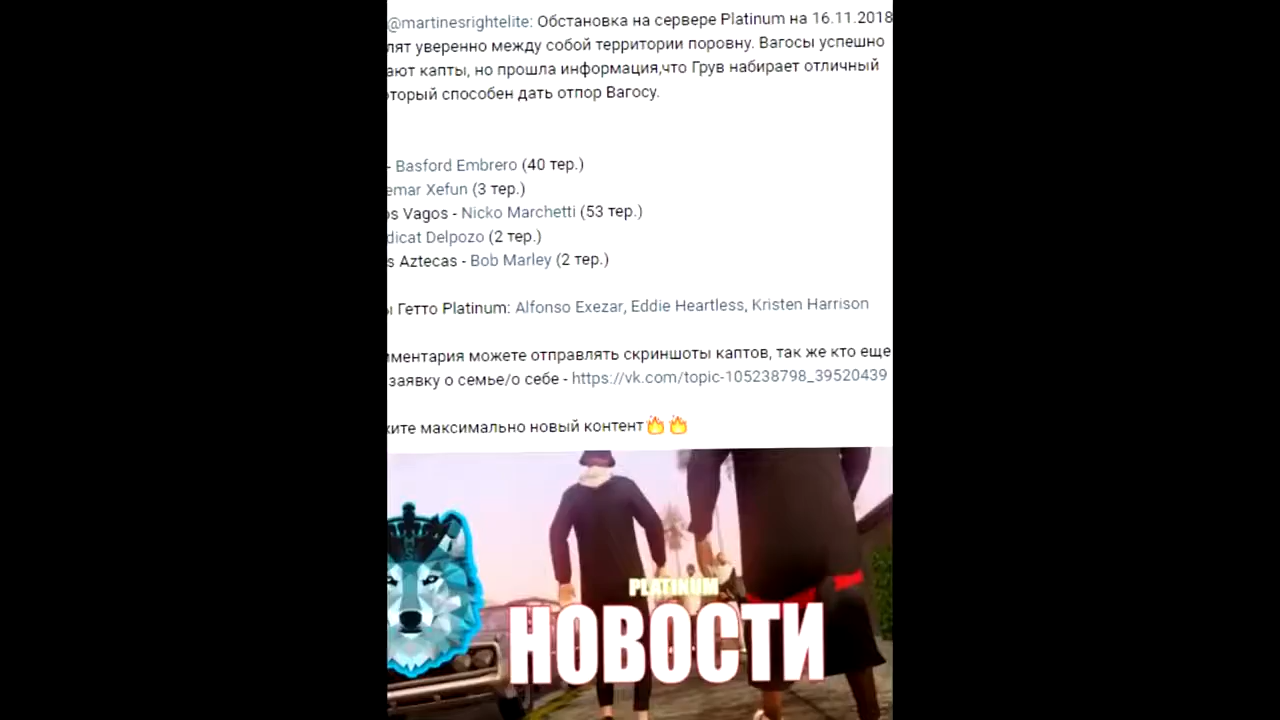 @martinesrightelite: Обстановка на сервере Platinum на 16.11.2018
лят уверенно между собой территории поровну. Вагосы успешно
ают капты, но прошла информация,что Грув набирает отличный
оторый способен дать отпор Вагосу.
- Basford Embrero (40 тер.)
emar Xefun (3 тер.)
os Vagos - Nicko Marchetti (53 тер.)
dicat Delpozo (2 тер.)
s Aztecas - Bob Marley (2 тер.)
ы Гетто Platinum: Alfonso Exezar, Eddie Heartless, Kristen Harrison
мментария можете отправлять скриншоты каптов, так же кто еще
заявку о семье/о себе - https://vk.com/topic-105238798_39520439
жите максимально новый контент🔥🔥
PLATINUM
НОВОСТИ